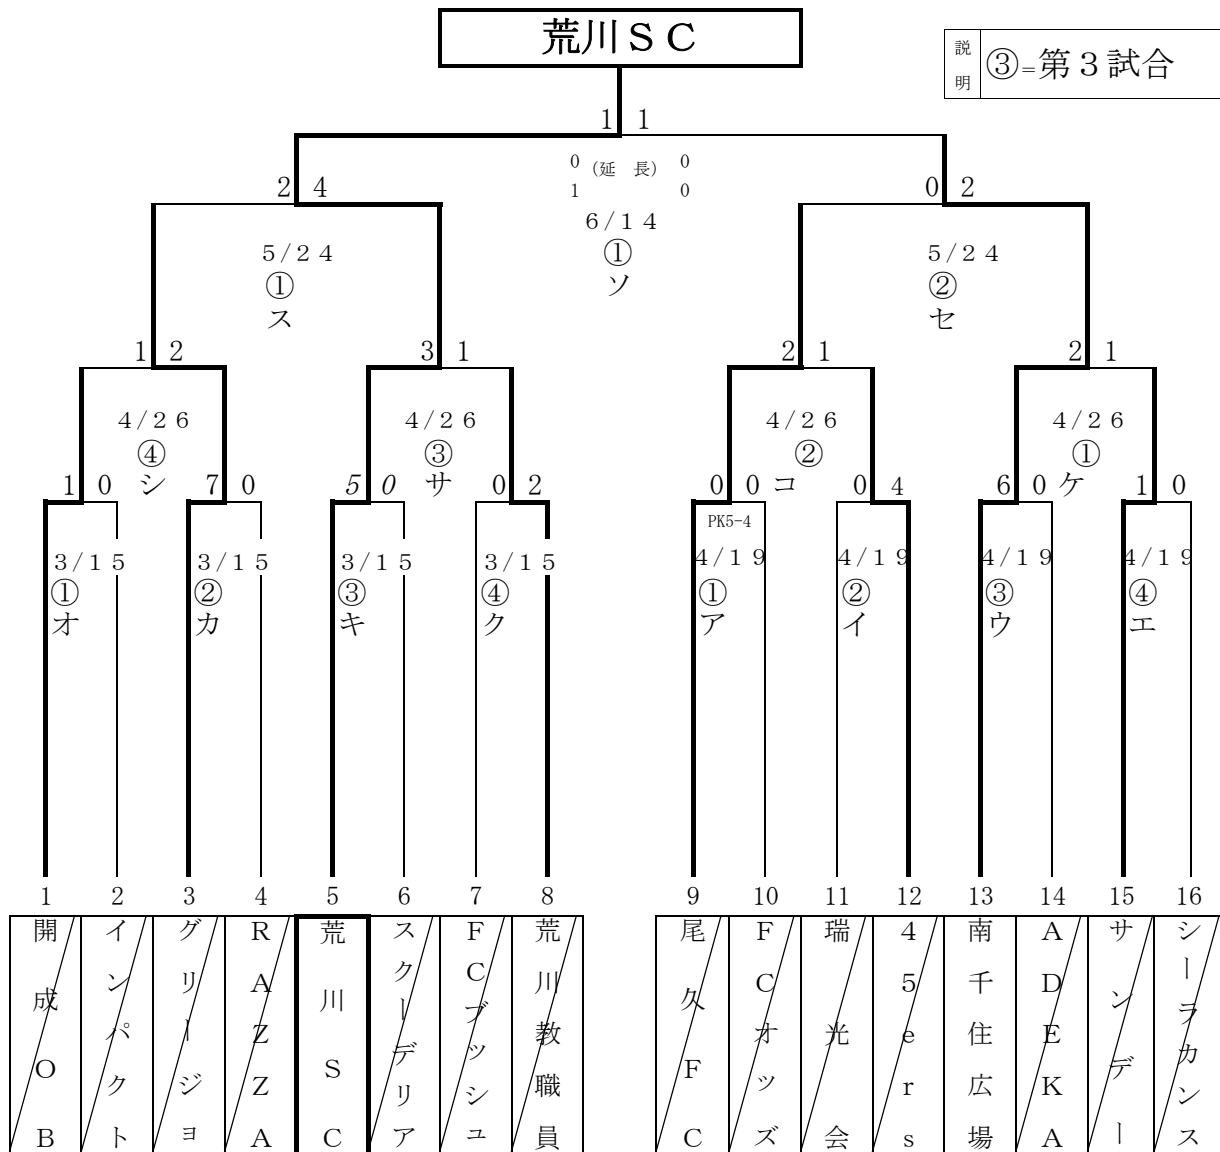 荒川ＳＣ
説明 ③=第３試合
1 1
0 (延 長) 0
1 0
2 4
0 2
6/14
①
ソ
5/24
①
ス
5/24
②
セ
1 2
3 1
2 1
2 1
4/26
④
シ
4/26
③
サ
4/26
②
コ
4/26
①
ケ
1 0
7 0
5 0
0 2
0 0
0 4
6 0
1 0
PK5-4
3/15
①
オ
3/15
②
カ
3/15
③
キ
3/15
④
ク
4/19
①
ア
4/19
②
イ
4/19
③
ウ
4/19
④
エ
1 2 3 4 5 6 7 8 9 10 11 12 13 14 15 16
開成ＯＢ
インパクト
グリージョ
ＲＡＺＺＡ
荒川ＳＣ
スクーデリア
ＦＣブッシュ
荒川教職員
尾久ＦＣ
ＦＣオッズ
瑞光会
４５ｅｒｓ
南千住広場
ＡＤＥＫＡ
サンデー
シーラカンス